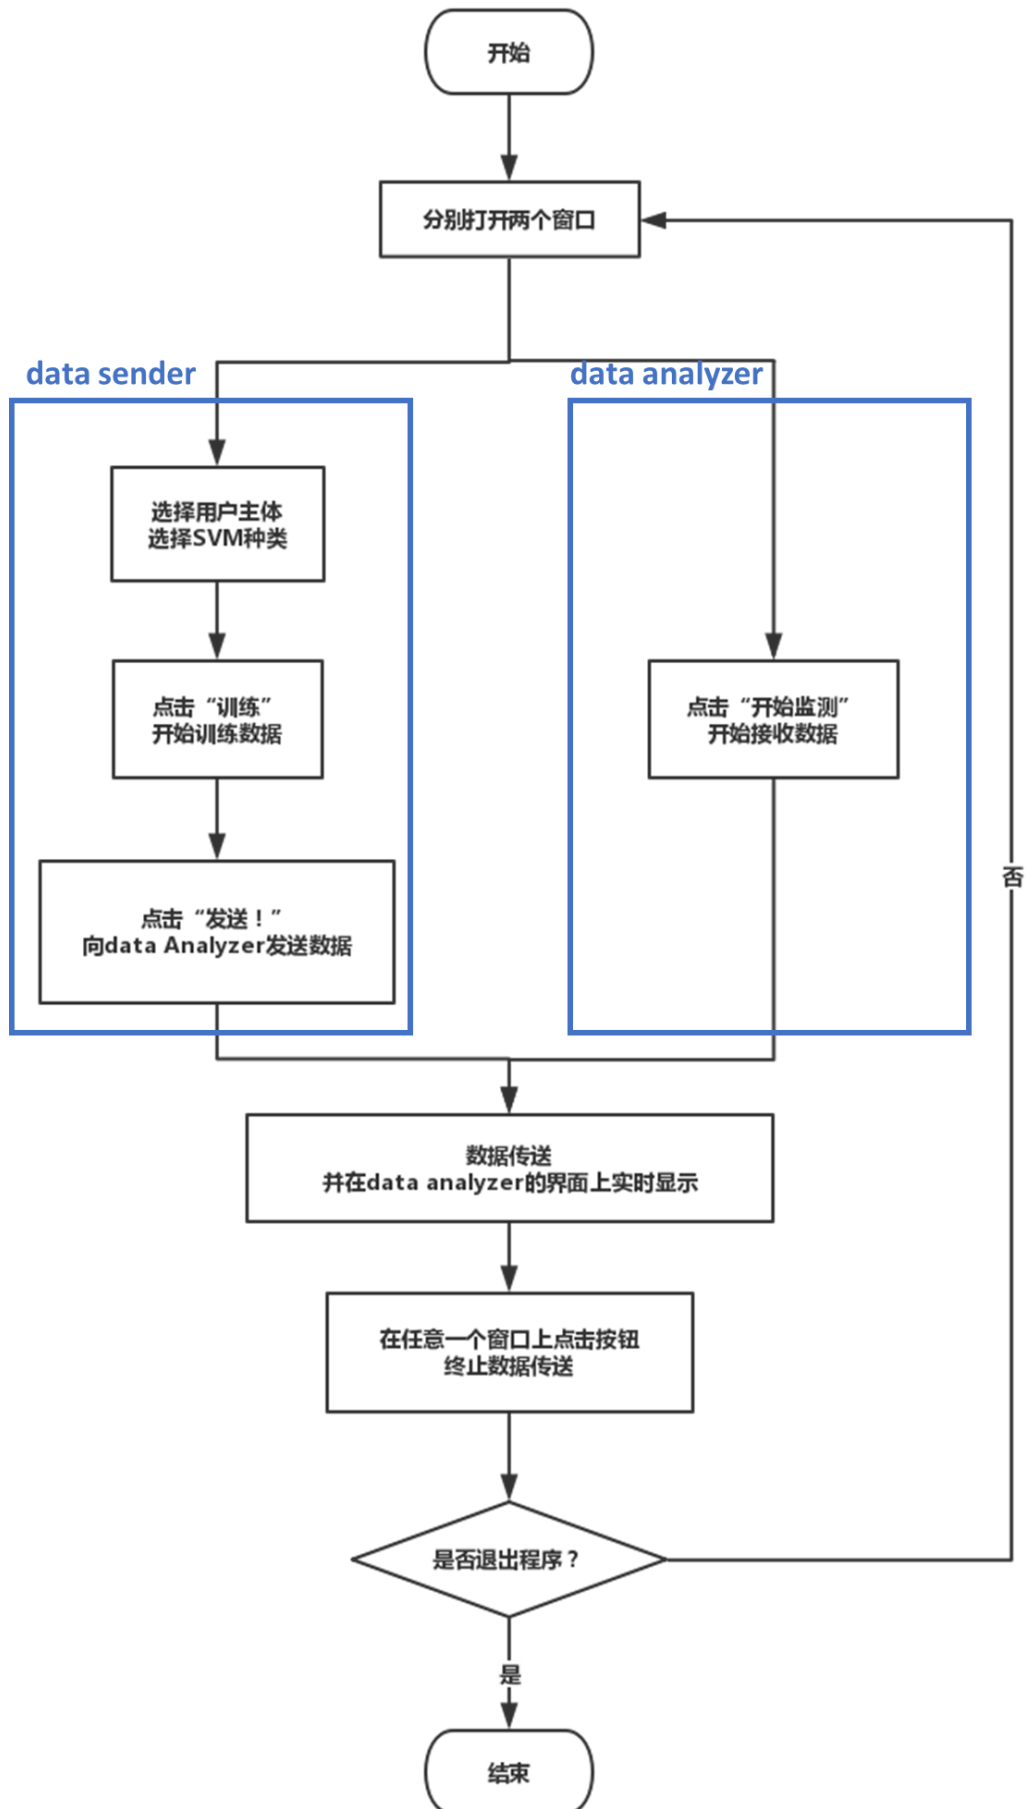 开始
分别打开两个窗口
data sender
data analyzer
选择用户主体
选择SVM种类
点击“训练”
开始训练数据
点击“开始监测”
开始接收数据
否
点击“发送！”
向data Analyzer发送数据
数据传送
并在data analyzer的界面上实时显示
在任意一个窗口上点击按钮
终止数据传送
是否退出程序？
是
结束